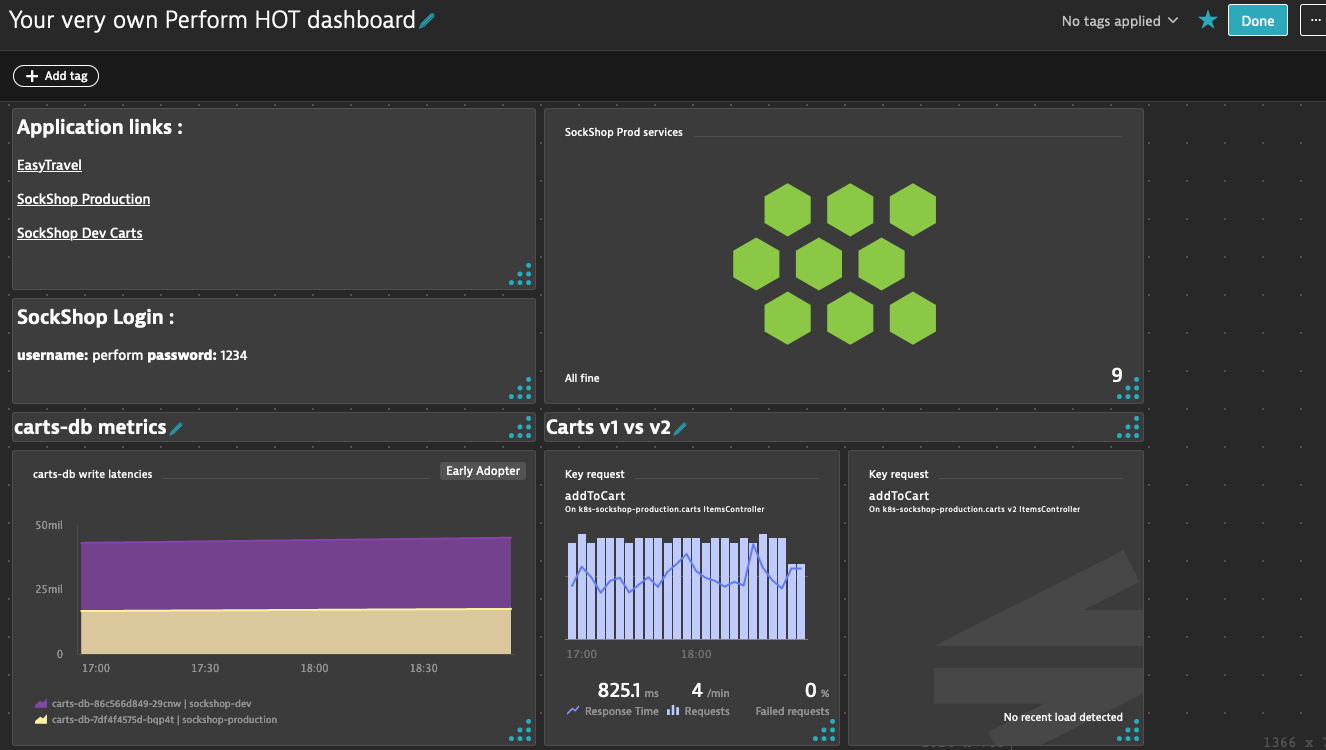 Your very own Perform HOT dashboard
No tags applied
Done
...
+ Add tag
Application links :
EasyTravel
SockShop Production
SockShop Dev Carts
SockShop Prod services
All fine
9
SockShop Login :
username: perform password: 1234
carts-db metrics
Carts v1 vs v2
carts-db write latencies
Early Adopter
50mil
25mil
0
17:00 17:30 18:00 18:30
carts-db-86c566d849-29cnw | sockshop-dev
carts-db-7df4f4575d-bqp4t | sockshop-production
Key request
addToCart
On k8s-sockshop-production.carts ItemsController
17:00 18:00
825.1 ms 4 /min 0 %
Response Time Requests Failed requests
Key request
addToCart
On k8s-sockshop-production.carts v2 ItemsController
No recent load detected
1366 x